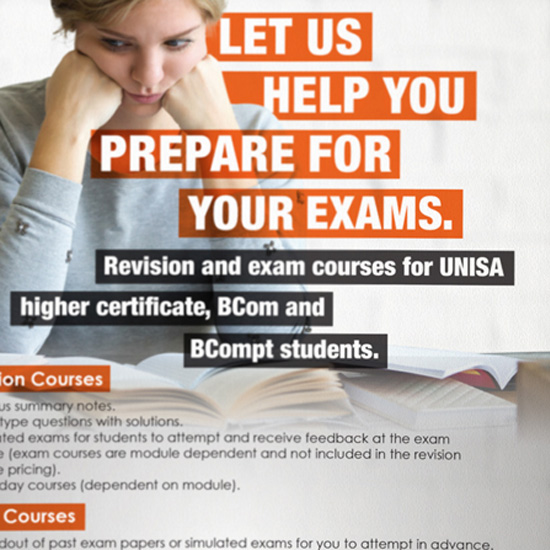 LET US
HELP YOU
PREPARE FOR
YOUR EXAMS.
Revision and exam courses for UNISA
higher certificate, BCom and
BCompt students.
ion Courses
us summary notes.
type questions with solutions.
ated exams for students to attempt and receive feedback at the exam
e (exam courses are module dependent and not included in the revision
e pricing).
day courses (dependent on module).
Courses
dout of past exam papers or simulated exams for you to attempt in advance.